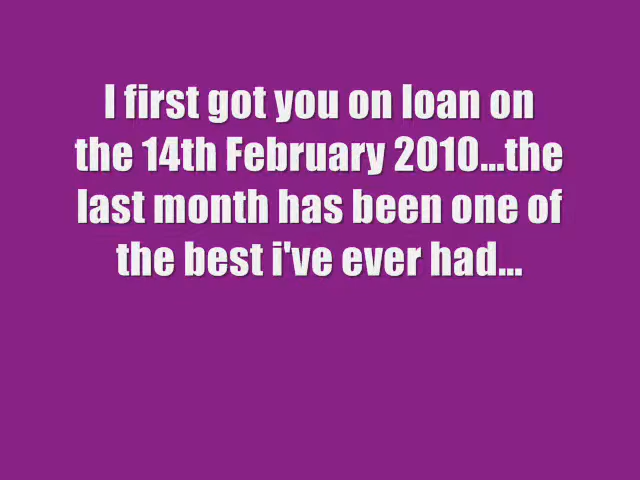 I first got you on loan on
the 14th February 2010...the
last month has been one of
the best i've ever had...